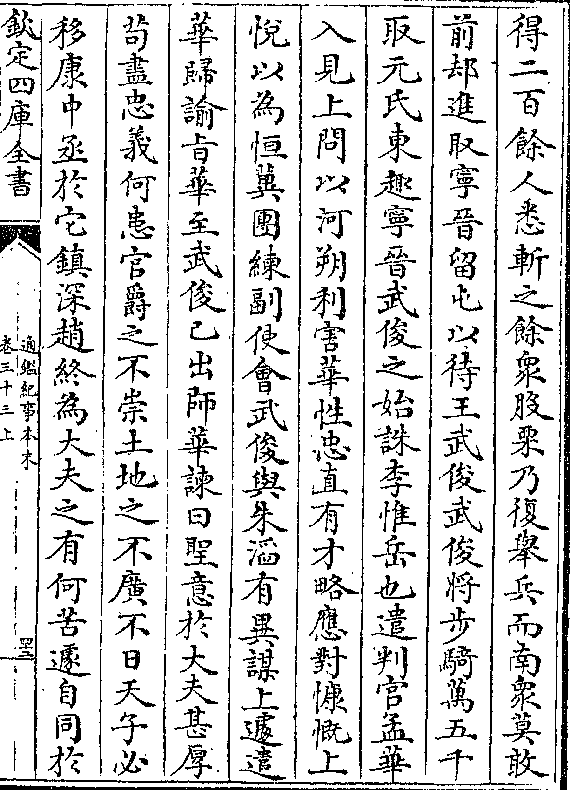 得二百餘人悉斬之餘衆股栗乃復舉兵而南衆莫敢
前却進取寧晉留屯以待王武俊武俊將步騎萬五千
取元氏東趣寧晉武俊之始誅李惟岳也遣判官孟華
入見上問以河朔利害華性忠直有才略應對慷慨上
悅以為恒冀團練副使會武俊與朱滔有異謀上遽遣
華歸諭旨華至武俊已出師華諫曰聖意於大夫甚厚
茍盡忠義何患官爵之不崇土地之不廣不日天子必
移康中丞於它鎮深趙終為大夫之有何苦遽自同於
欽定四庫全書
通鑑紀事本末
卷三十三上